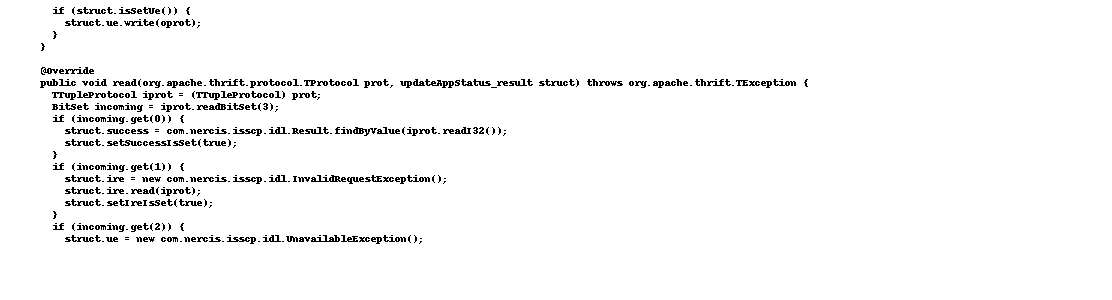 if (struct.isSetUe()) {
struct.ue.write(oprot);
}
}
@Override
public void read(org.apache.thrift.protocol.TProtocol prot, updateAppStatus_result struct) throws org.apache.thrift.TException {
TTupleProtocol iprot = (TTupleProtocol) prot;
BitSet incoming = iprot.readBitSet(3);
if (incoming.get(0)) {
struct.success = com.nercis.isscp.idl.Result.findByValue(iprot.readI32());
struct.setSuccessIsSet(true);
}
if (incoming.get(1)) {
struct.ire = new com.nercis.isscp.idl.InvalidRequestException();
struct.ire.read(iprot);
struct.setIreIsSet(true);
}
if (incoming.get(2)) {
struct.ue = new com.nercis.isscp.idl.UnavailableException();